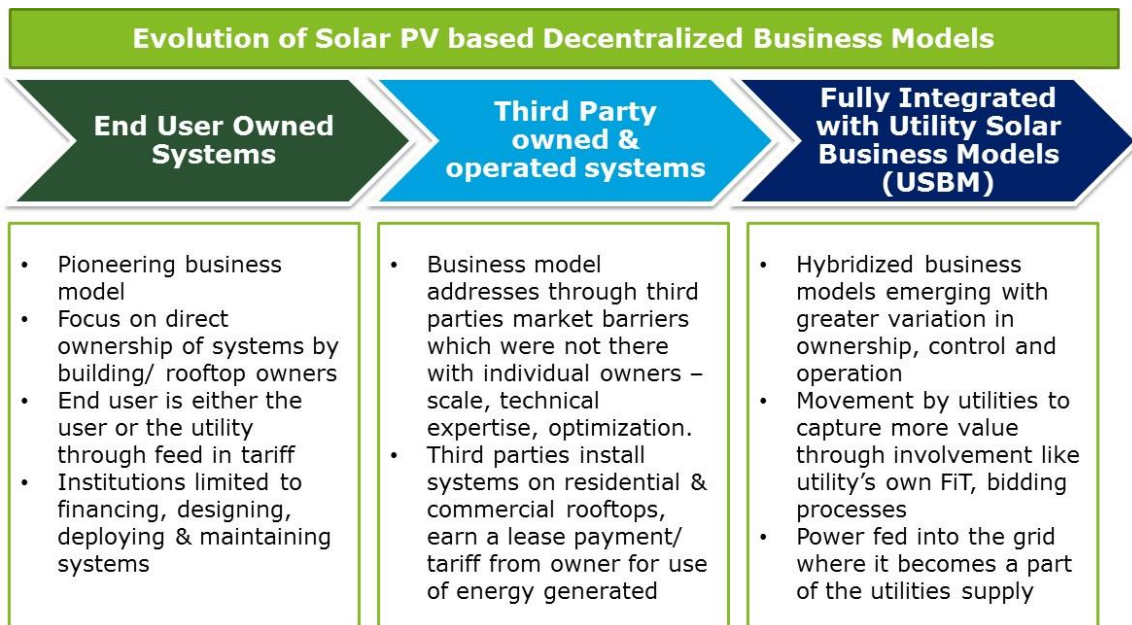 Evolution of Solar PV based Decentralized Business Models
End User Owned
Systems
Third Party
owned &
operated systems
Fully Integrated
with Utility Solar
Business Models
(USBM)
• Pioneering business
model
• Focus on direct
ownership of systems by
building/ rooftop owners
• End user is either the
user or the utility
through feed in tariff
• Institutions limited to
financing, designing,
deploying & maintaining
systems
• Business model
addresses through third
parties market barriers
which were not there
with individual owners –
scale, technical
expertise, optimization.
• Third parties install
systems on residential &
commercial rooftops,
earn a lease payment/
tariff from owner for use
of energy generated
• Hybridized business
models emerging with
greater variation in
ownership, control and
operation
• Movement by utilities to
capture more value
through involvement like
utility’s own FiT, bidding
processes
• Power fed into the grid
where it becomes a part
of the utilities supply